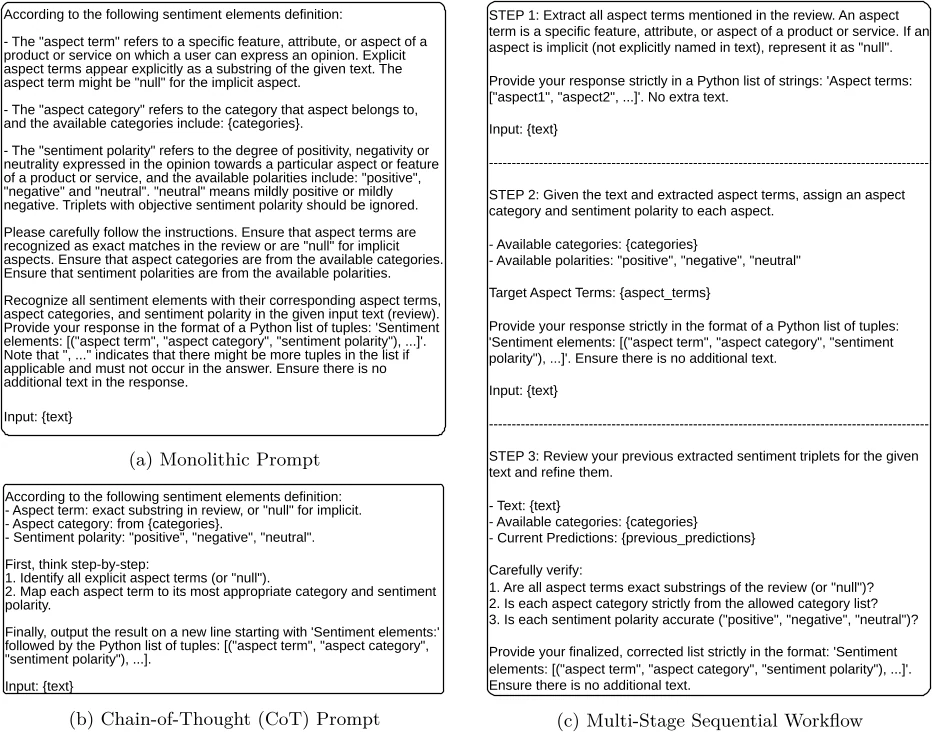 According to the following sentiment elements definition:
- The "aspect term" refers to a specific feature, attribute, or aspect of a
product or service on which a user can express an opinion. Explicit
aspect terms appear explicitly as a substring of the given text. The
aspect term might be "null" for the implicit aspect.
- The "aspect category" refers to the category that aspect belongs to,
and the available categories include: {categories}.
- The "sentiment polarity" refers to the degree of positivity, negativity or
neutrality expressed in the opinion towards a particular aspect or feature
of a product or service, and the available polarities include: "positive",
"negative" and "neutral". "neutral" means mildly positive or mildly
negative. Triplets with objective sentiment polarity should be ignored.
Please carefully follow the instructions. Ensure that aspect terms are
recognized as exact matches in the review or are "null" for implicit
aspects. Ensure that aspect categories are from the available categories.
Ensure that sentiment polarities are from the available polarities.
Recognize all sentiment elements with their corresponding aspect terms,
aspect categories, and sentiment polarity in the given input text (review).
Provide your response in the format of a Python list of tuples: 'Sentiment
elements: [("aspect term", "aspect category", "sentiment polarity"), ...]'.
Note that ", ..." indicates that there might be more tuples in the list if
applicable and must not occur in the answer. Ensure there is no
additional text in the response.
Input: {text}
(a) Monolithic Prompt
According to the following sentiment elements definition:
- Aspect term: exact substring in review, or "null" for implicit.
- Aspect category: from {categories}.
- Sentiment polarity: "positive", "negative", "neutral".
First, think step-by-step:
1. Identify all explicit aspect terms (or "null").
2. Map each aspect term to its most appropriate category and sentiment
polarity.
Finally, output the result on a new line starting with 'Sentiment elements:'
followed by the Python list of tuples: [("aspect term", "aspect category",
"sentiment polarity"), ...].
Input: {text}
(b) Chain-of-Thought (CoT) Prompt
STEP 1: Extract all aspect terms mentioned in the review. An aspect
term is a specific feature, attribute, or aspect of a product or service. If an
aspect is implicit (not explicitly named in text), represent it as "null".
Provide your response strictly in a Python list of strings: 'Aspect terms:
["aspect1", "aspect2", ...]'. No extra text.
Input: {text}
STEP 2: Given the text and extracted aspect terms, assign an aspect
category and sentiment polarity to each aspect.
- Available categories: {categories}
- Available polarities: "positive", "negative", "neutral"
Target Aspect Terms: {aspect_terms}
Provide your response strictly in the format of a Python list of tuples:
'Sentiment elements: [("aspect term", "aspect category", "sentiment
polarity"), ...]'. Ensure there is no additional text.
Input: {text}
STEP 3: Review your previous extracted sentiment triplets for the given
text and refine them.
- Text: {text}
- Available categories: {categories}
- Current Predictions: {previous_predictions}
Carefully verify:
1. Are all aspect terms exact substrings of the review (or "null")?
2. Is each aspect category strictly from the allowed category list?
3. Is each sentiment polarity accurate ("positive", "negative", "neutral")?
Provide your finalized, corrected list strictly in the format: 'Sentiment
elements: [("aspect term", "aspect category", "sentiment polarity"), ...]'.
Ensure there is no additional text.
(c) Multi-Stage Sequential Workflow